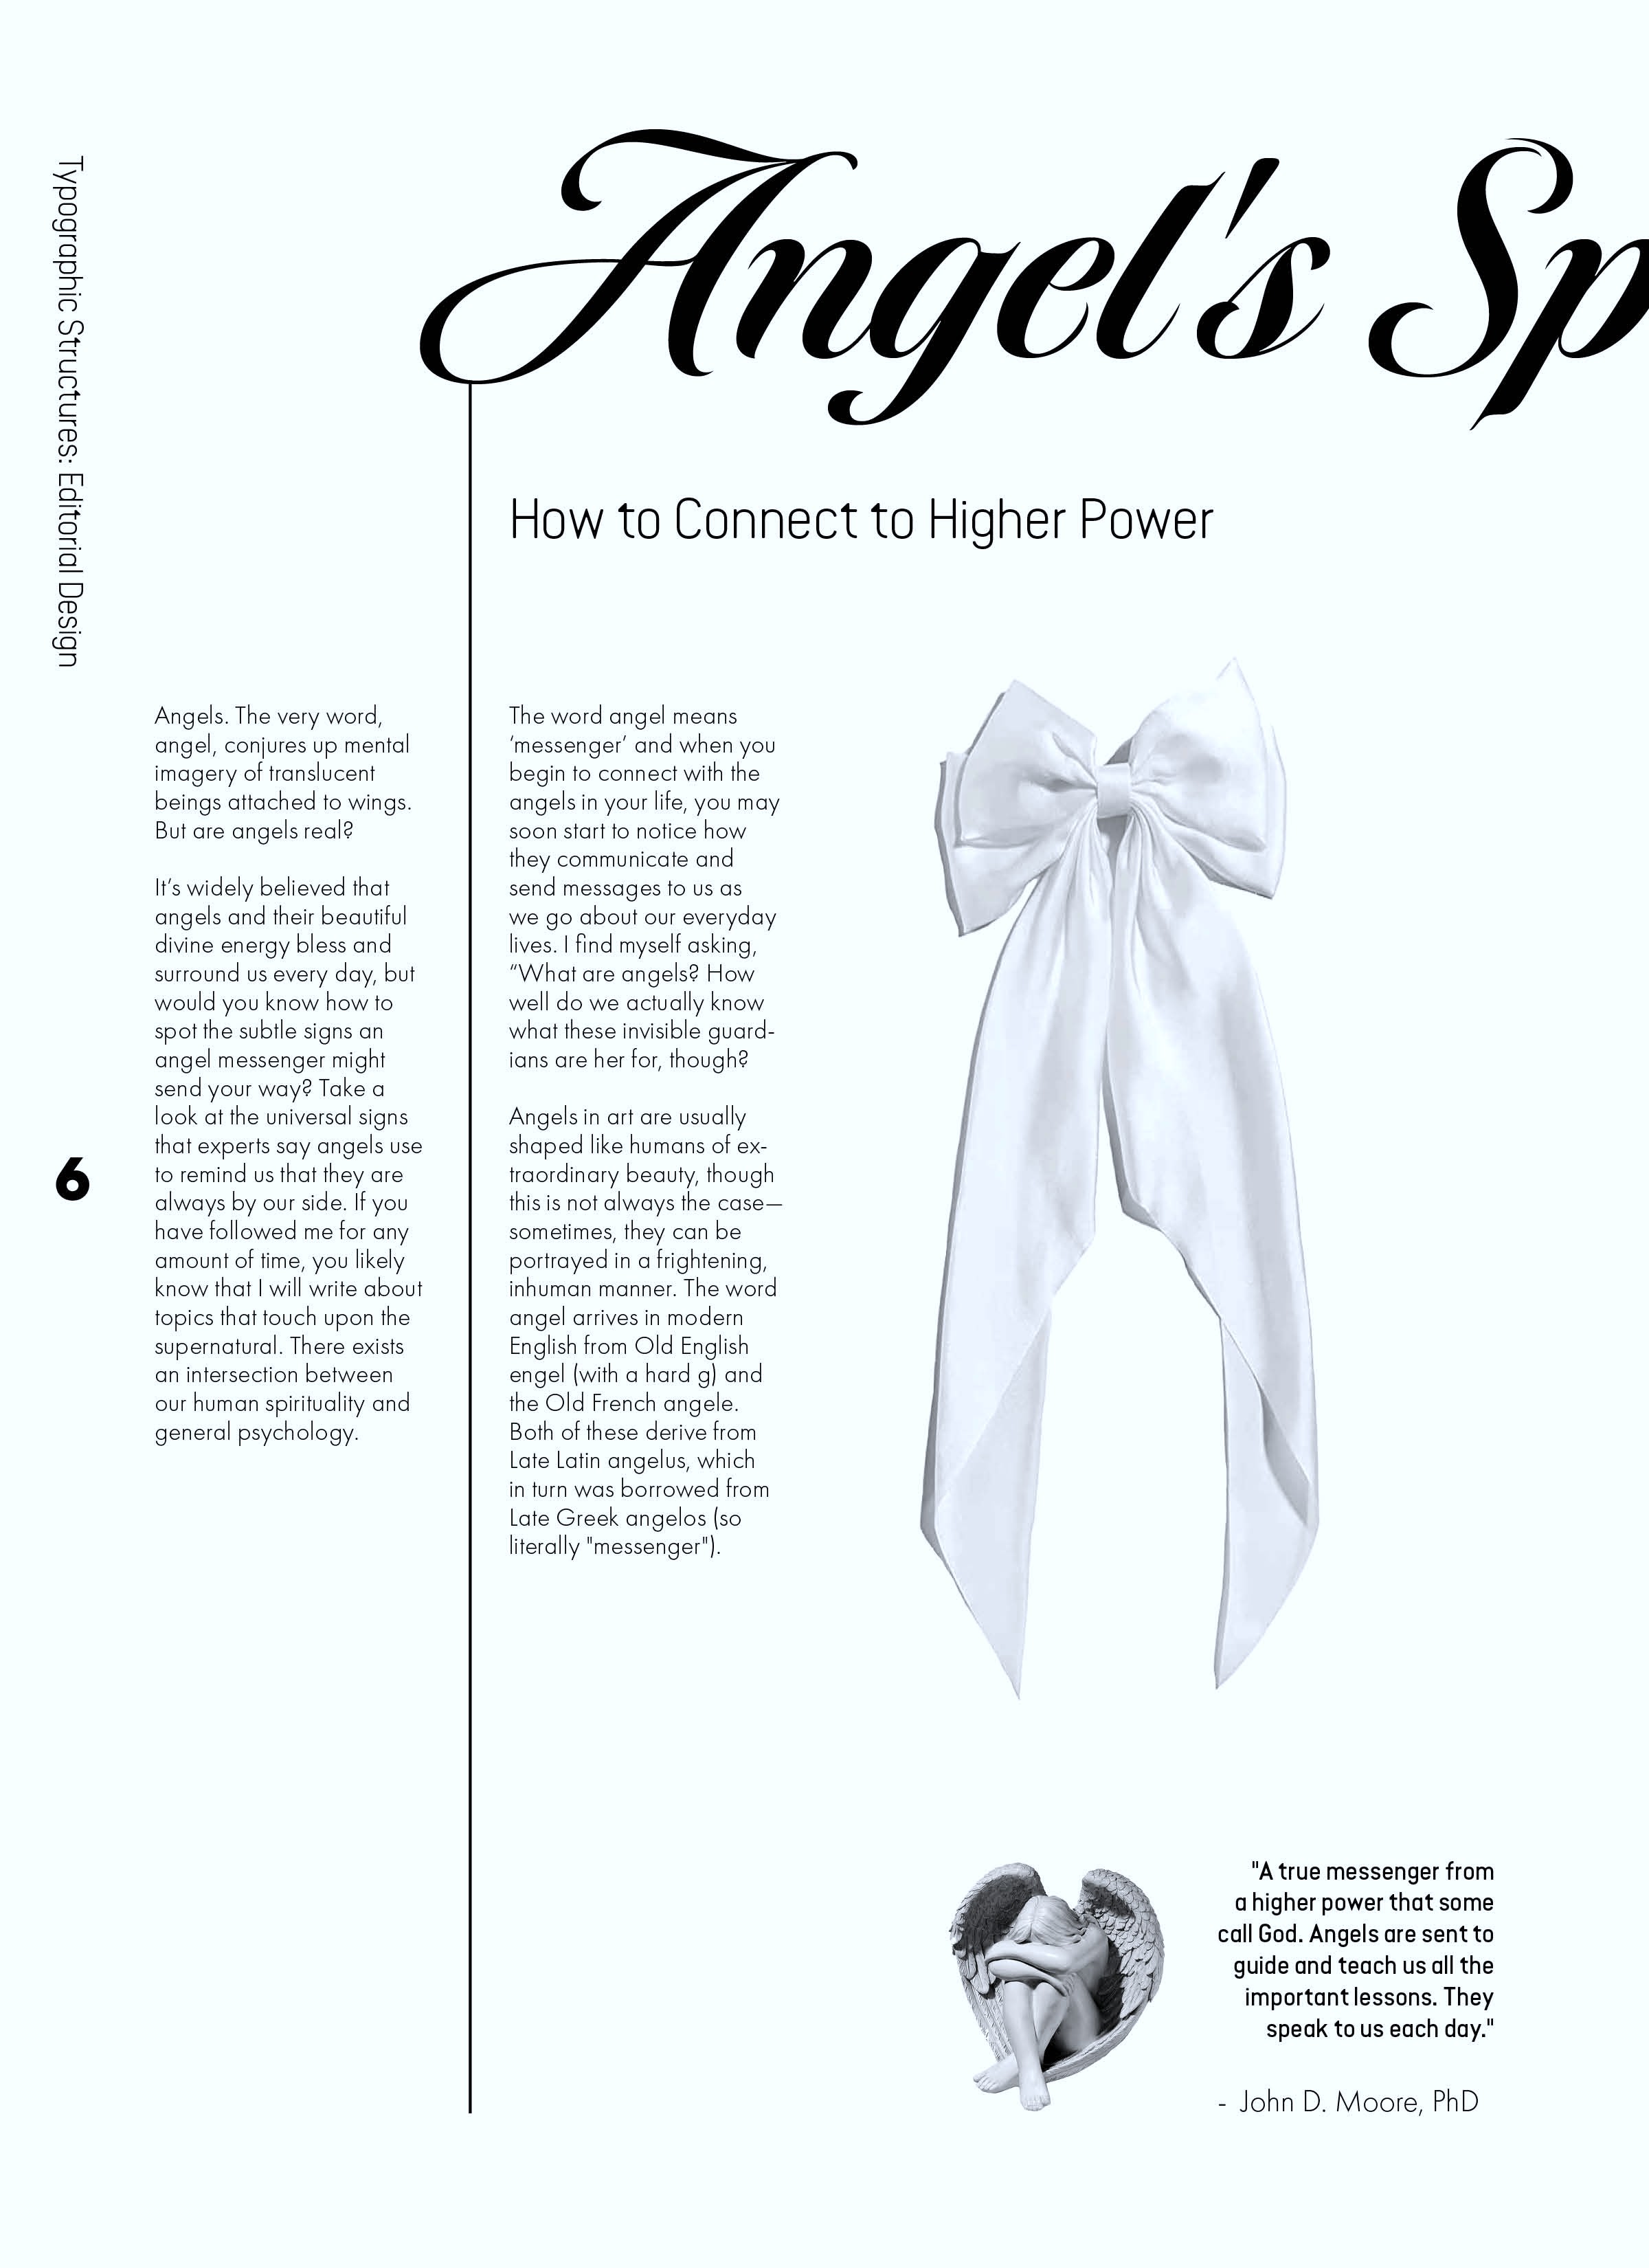 Typographic Structures: Editorial Design
Angel's Sp
How to Connect to Higher Power
Angels. The very word,
angel, conjures up mental
imagery of translucent
beings attached to wings.
But are angels real?
It’s widely believed that
angels and their beautiful
divine energy bless and
surround us every day, but
would you know how to
spot the subtle signs an
angel messenger might
send your way? Take a
look at the universal signs
that experts say angels use
to remind us that they are
always by our side. If you
have followed me for any
amount of time, you likely
know that I will write about
topics that touch upon the
supernatural. There exists
an intersection between
our human spirituality and
general psychology.
6
The word angel means
‘messenger’ and when you
begin to connect with the
angels in your life, you may
soon start to notice how
they communicate and
send messages to us as
we go about our everyday
lives. I find myself asking,
“What are angels? How
well do we actually know
what these invisible guard-
ians are her for, though?
Angels in art are usually
shaped like humans of ex-
traordinary beauty, though
this is not always the case—
sometimes, they can be
portrayed in a frightening,
inhuman manner. The word
angel arrives in modern
English from Old English
engel (with a hard g) and
the Old French angele.
Both of these derive from
Late Latin angelus, which
in turn was borrowed from
Late Greek angelos (so
literally "messenger").
"A true messenger from
a higher power that some
call God. Angels are sent to
guide and teach us all the
important lessons. They
speak to us each day."
- John D. Moore, PhD